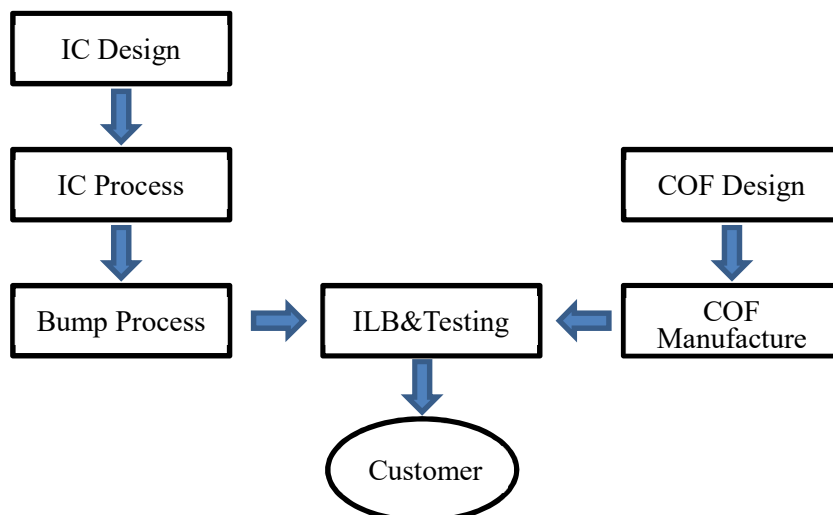 IC Design
IC Process
COF Design
Bump Process
ILB&Testing
COF
Manufacture
Customer